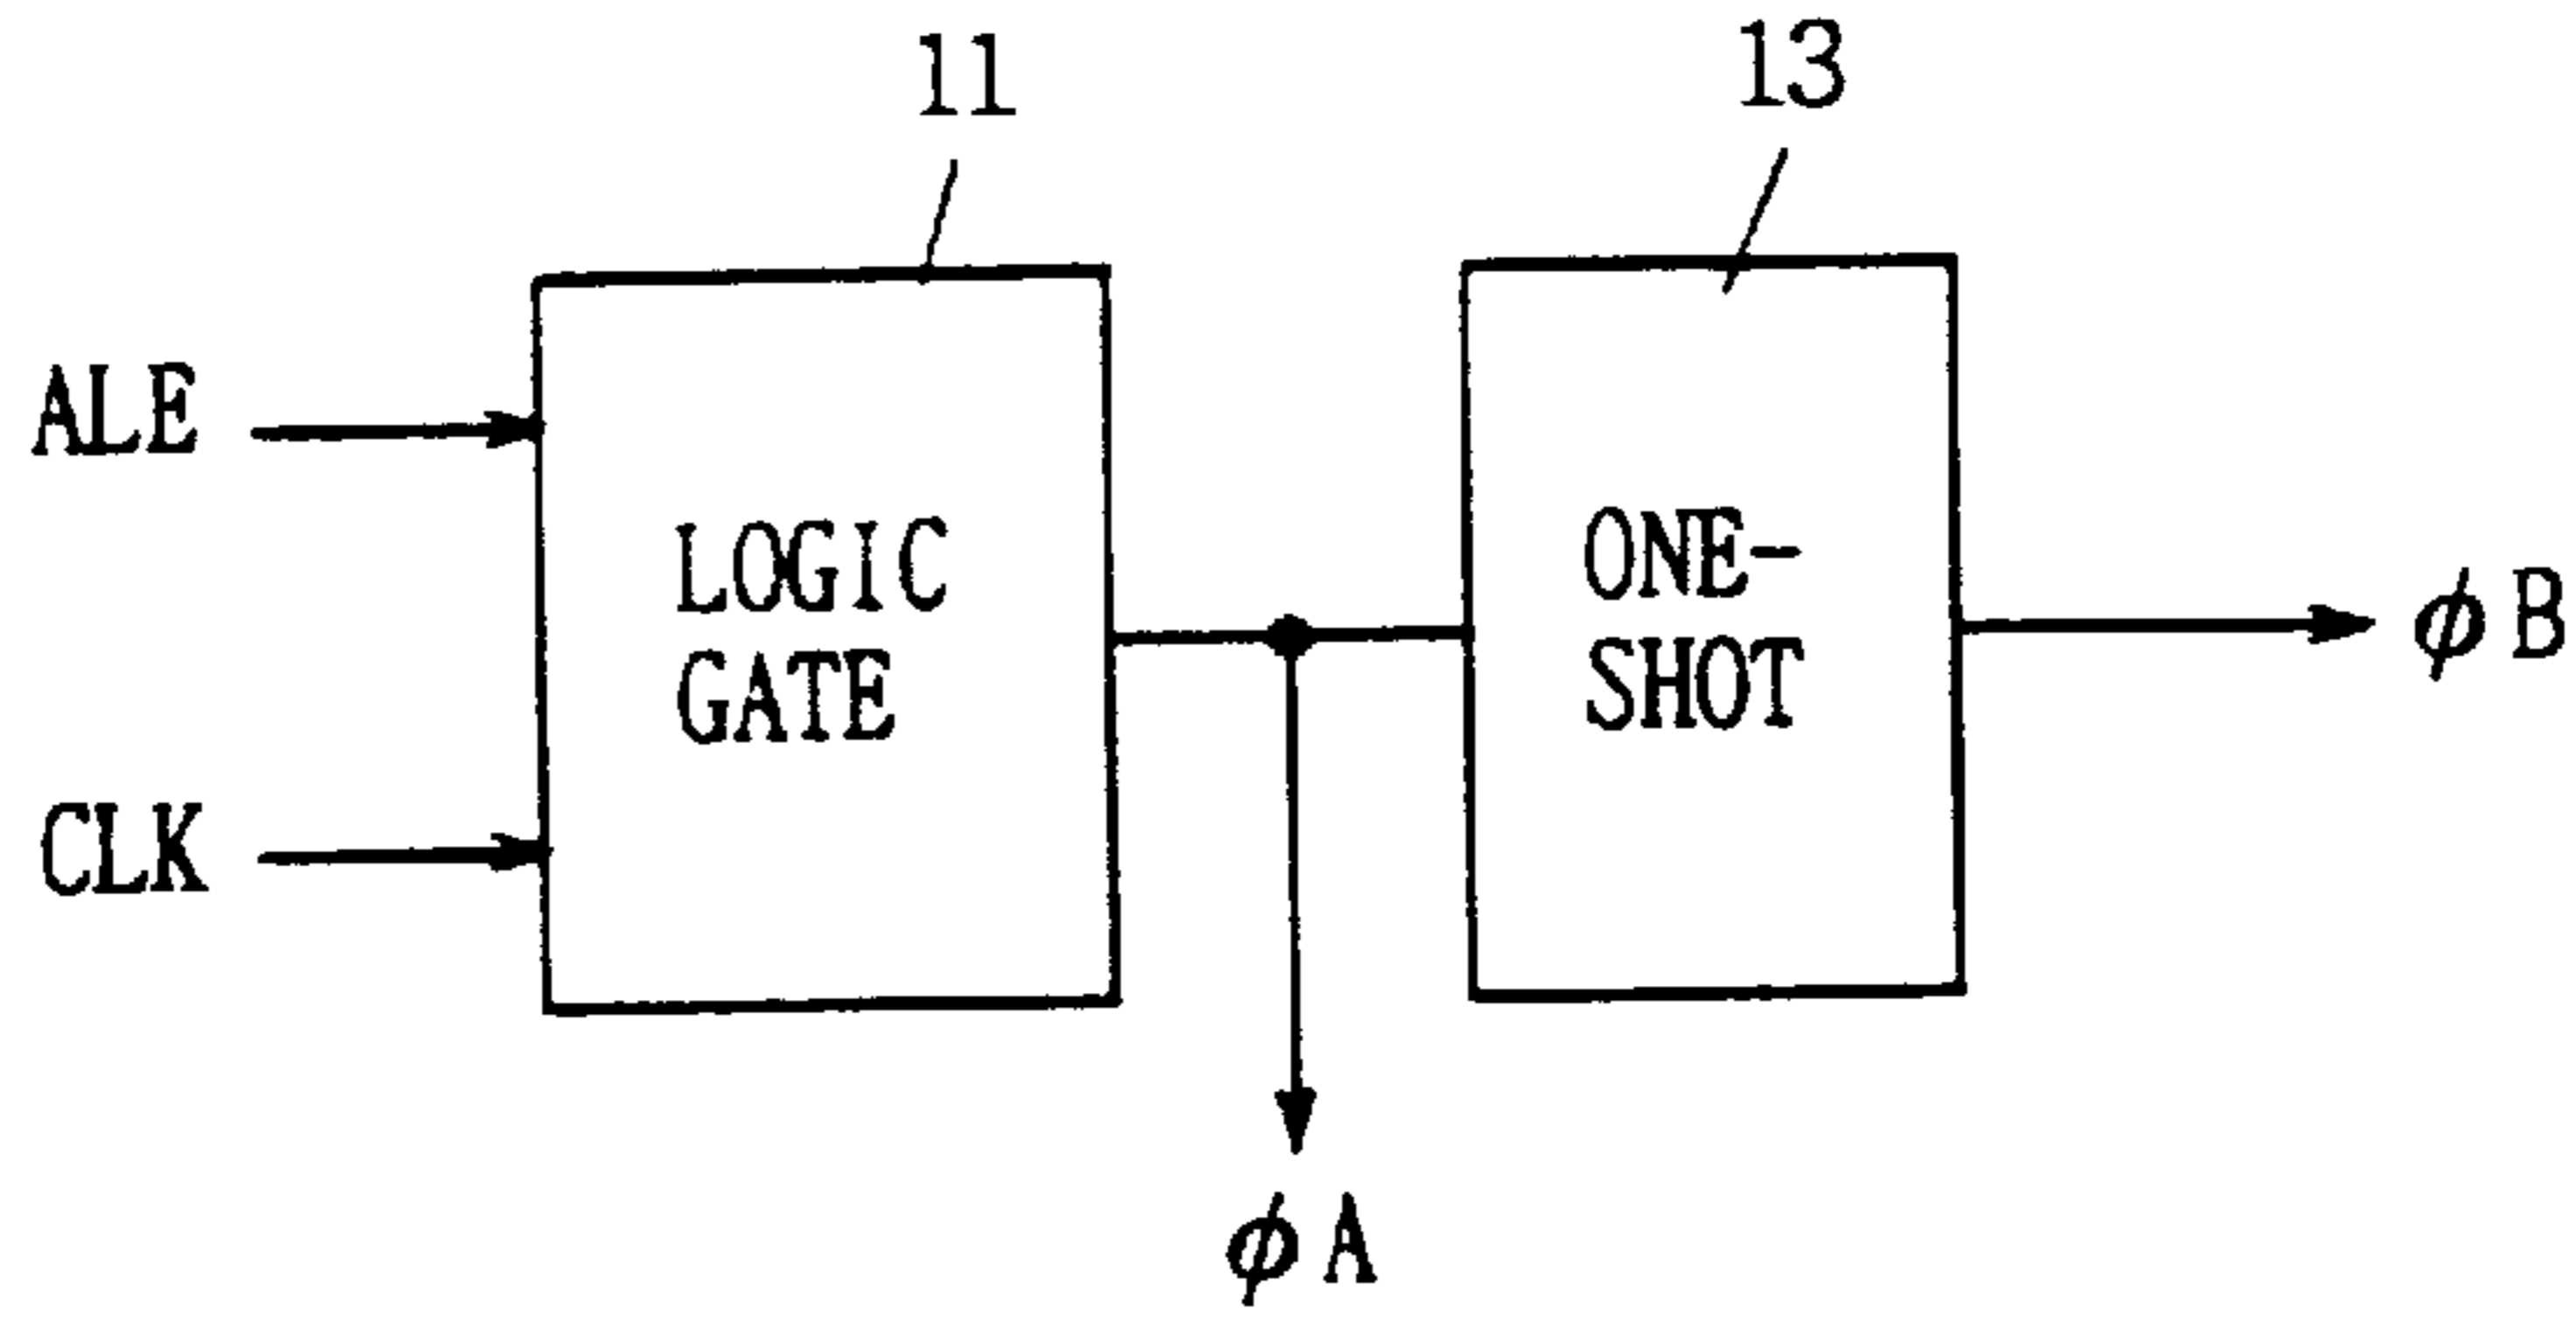 11
13
ALE
LOGIC
GATE
ONE-
SHOT
CLK
φB
φA